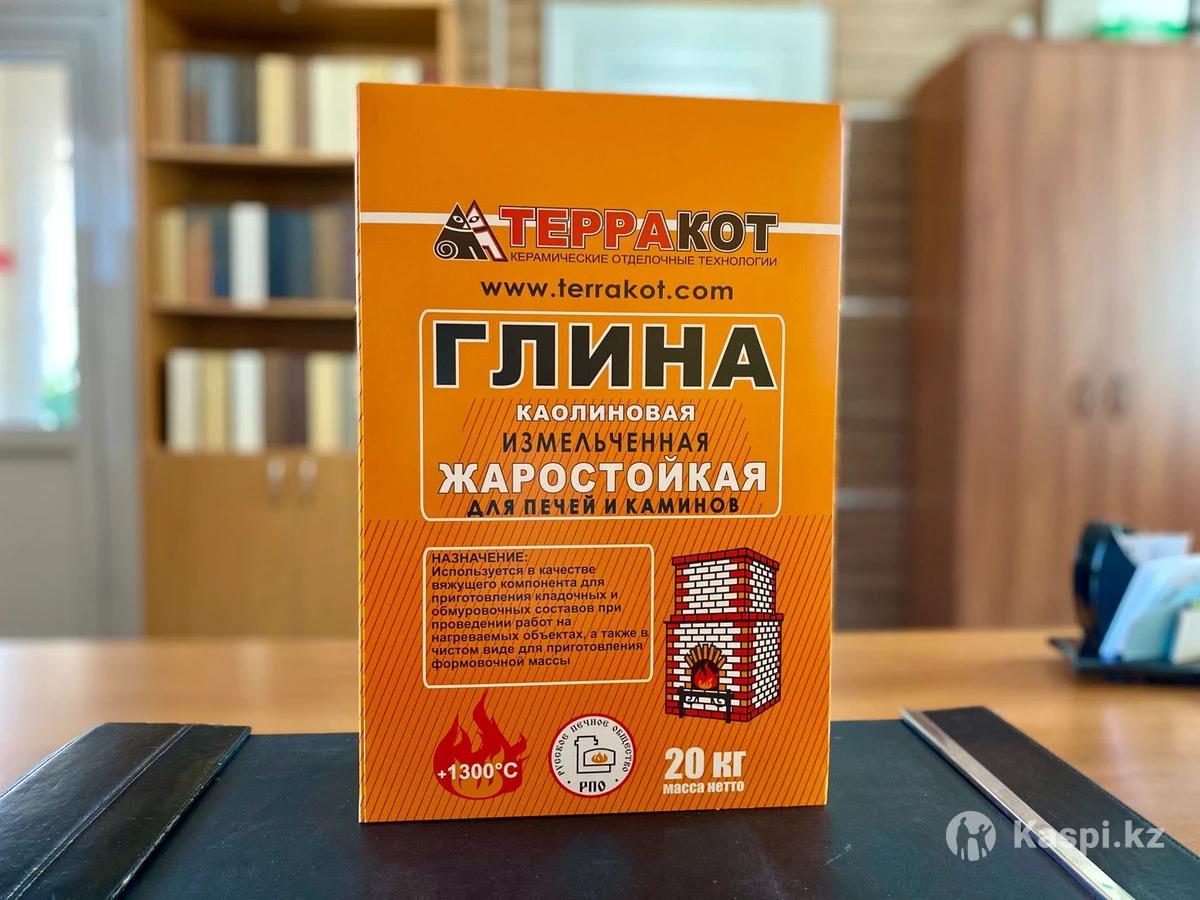 ТЕРРАКОТ
КЕРАМИЧЕСКИЕ ОТДЕЛОЧНЫЕ ТЕХНОЛОГИИ
www.terrakot.com
ГЛИНА
КАОЛИНОВАЯ
ИЗМЕЛЬЧЕННАЯ
ЖАРОСТОЙКАЯ
ДЛЯ ПЕЧЕЙ И КАМИНОВ
НАЗНАЧЕНИЕ:
Используется в качестве
вяжущего компонента для
приготовления кладочных и
обмуровочных составов при
проведении работ на
нагреваемых объектах, а также в
чистом виде для приготовления
формовочной массы
+1300°C
РУССКОЕ ПЕЧНОЕ ОБЩЕСТВО
РПО
20 кг
масса нетто
Kaspi.kz